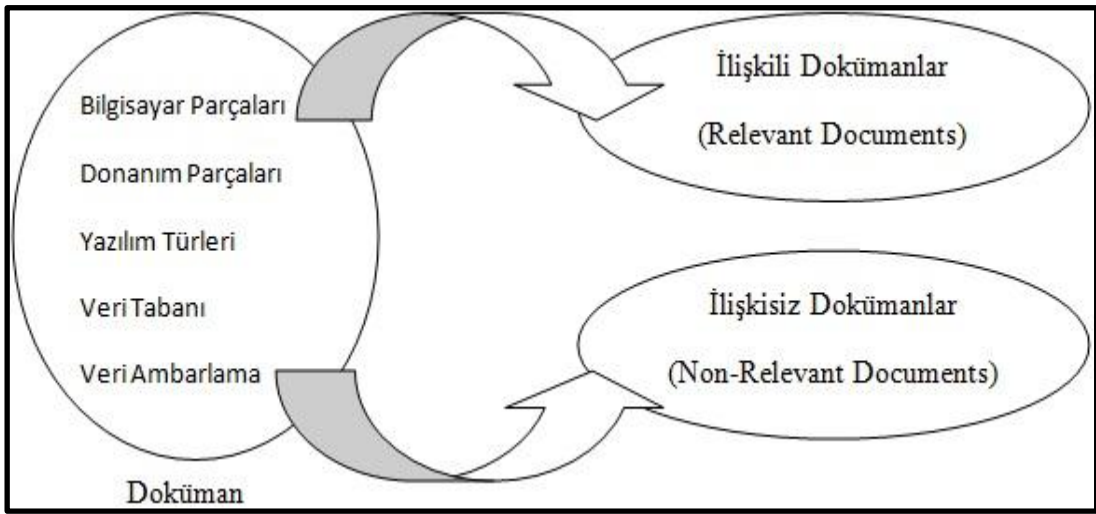 Bilgisayar Parçaları
Donanım Parçaları
Yazılım Türleri
Veri Tabanı
Veri Ambarlama
Doküman
İlişkili Dokümanlar
(Relevant Documents)
İlişkisiz Dokümanlar
(Non-Relevant Documents)